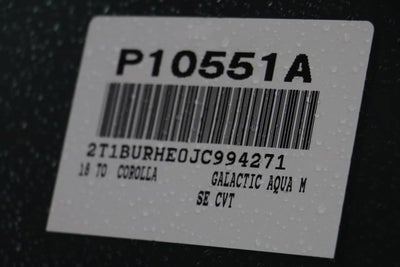 P10551A
2T1BURHE0JC994271
18 TO COROLLA GALACTIC AQUA M
SE CVT